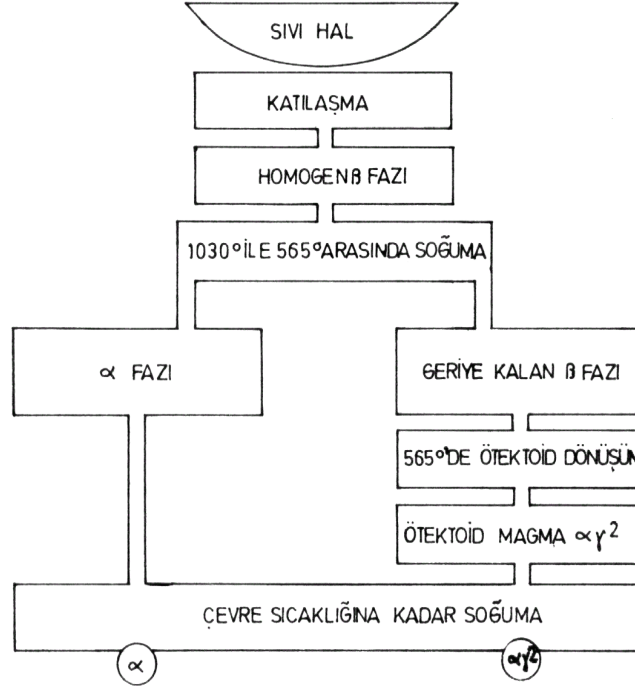 SIVI HAL
KATILAŞMA
HOMOGEN β FAZI
1030° İLE 565° ARASINDA SOĞUMA
α FAZI
GERİYE KALAN β FAZI
565°'DE ÖTEKTOİD DÖNÜŞÜM
ÖTEKTOİD MAGMA αγ2
ÇEVRE SICAKLIĞINA KADAR SOĞUMA
α
αγ2